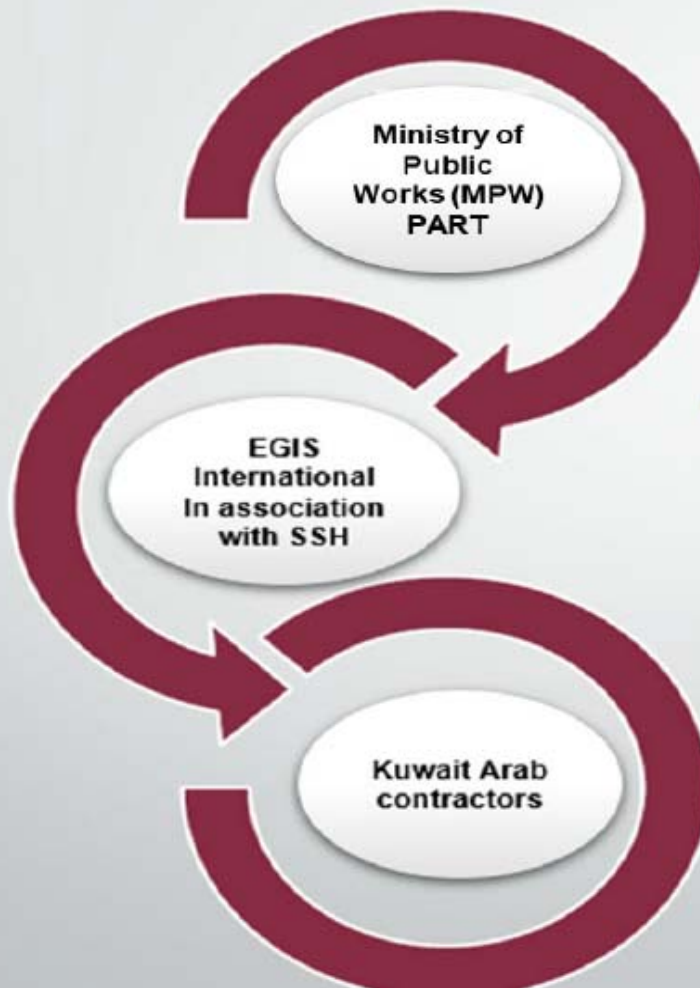 Ministry of
Public
Works (MPW)
PART
EGIS
International
In association
with SSH
Kuwait Arab
contractors